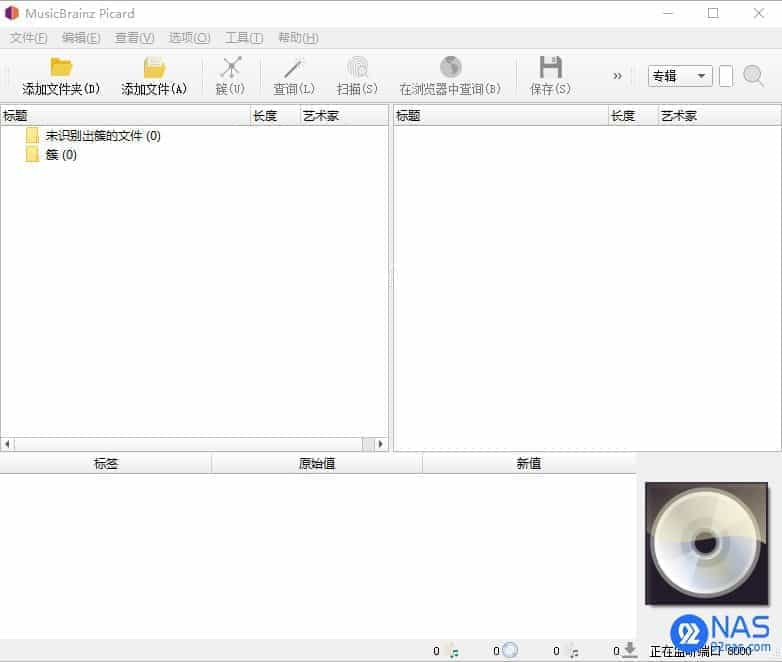 MusicBrainz Picard
文件(F) 编辑(E) 查看(V) 选项(O) 工具(T) 帮助(H)
添加文件夹(D) 添加文件(A) 簇(U) 查询(L) 扫描(S) 在浏览器中查询(B) 保存(S) » 专辑
标题 长度 艺术家 标题 长度 艺术家
未识别出簇的文件 (0)
簇 (0)
标签 原始值 新值
92 NAS
92nas.com
0 0 0 0 正在监听端口 8000